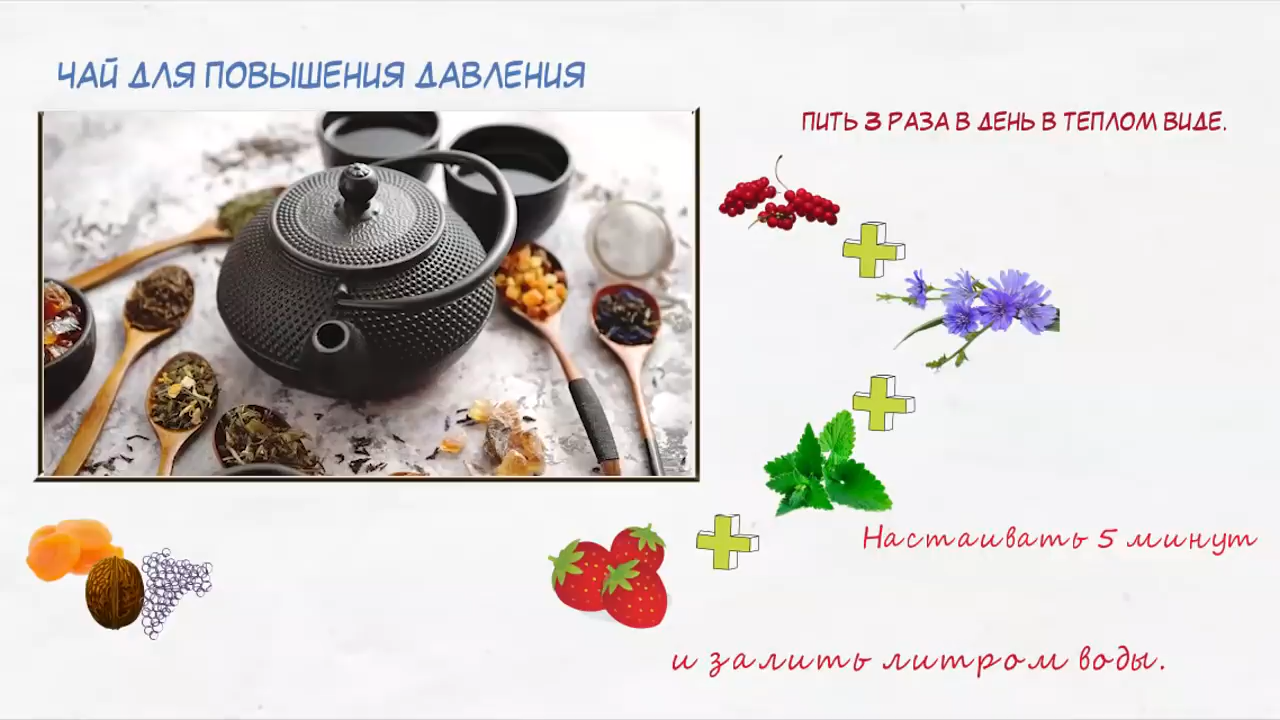 ЧАЙ ДЛЯ ПОВЫШЕНИЯ ДАВЛЕНИЯ
ПИТЬ 3 РАЗА В ДЕНЬ В ТЕПЛОМ ВИДЕ.
Настаивать 5 минут
и залить литром воды.